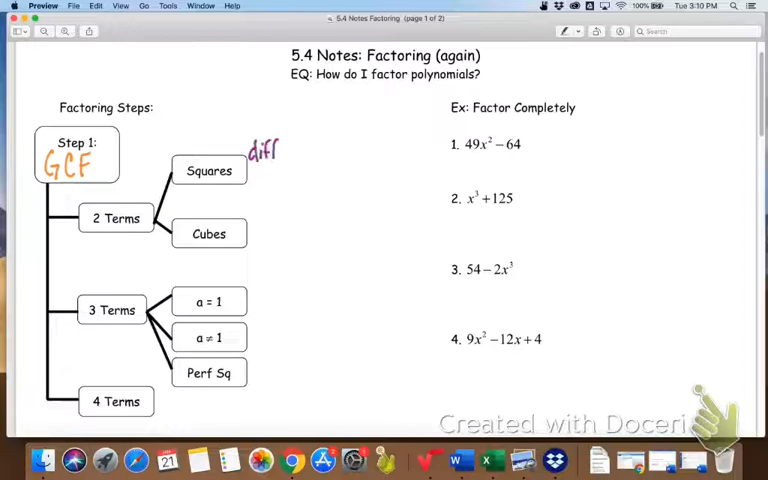 Preview File Edit View Go Tools Window Help
100% Tue 3:10 PM
5.4 Notes Factoring (page 1 of 2)
Search
5.4 Notes: Factoring (again)
EQ: How do I factor polynomials?
Factoring Steps:
Step 1:
GCF
2 Terms
Squares
diff
Cubes
3 Terms
a = 1
a ≠ 1
Perf Sq
4 Terms
Ex: Factor Completely
1. 49x² − 64
2. x³ + 125
3. 54 − 2x³
4. 9x² − 12x + 4
Created with Doceri
21